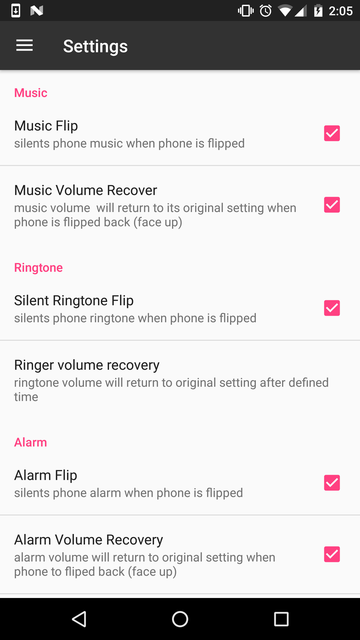 2:05
Settings
Music
Music Flip
silents phone music when phone is flipped
Music Volume Recover
music volume  will return to its original setting when
phone is flipped back (face up)
Ringtone
Silent Ringtone Flip
silents phone ringtone when phone is flipped
Ringer volume recovery
ringtone volume will return to original setting after defined
time
Alarm
Alarm Flip
silents phone alarm when phone is flipped
Alarm Volume Recovery
alarm volume will return to original setting when
phone to fliped back (face up)